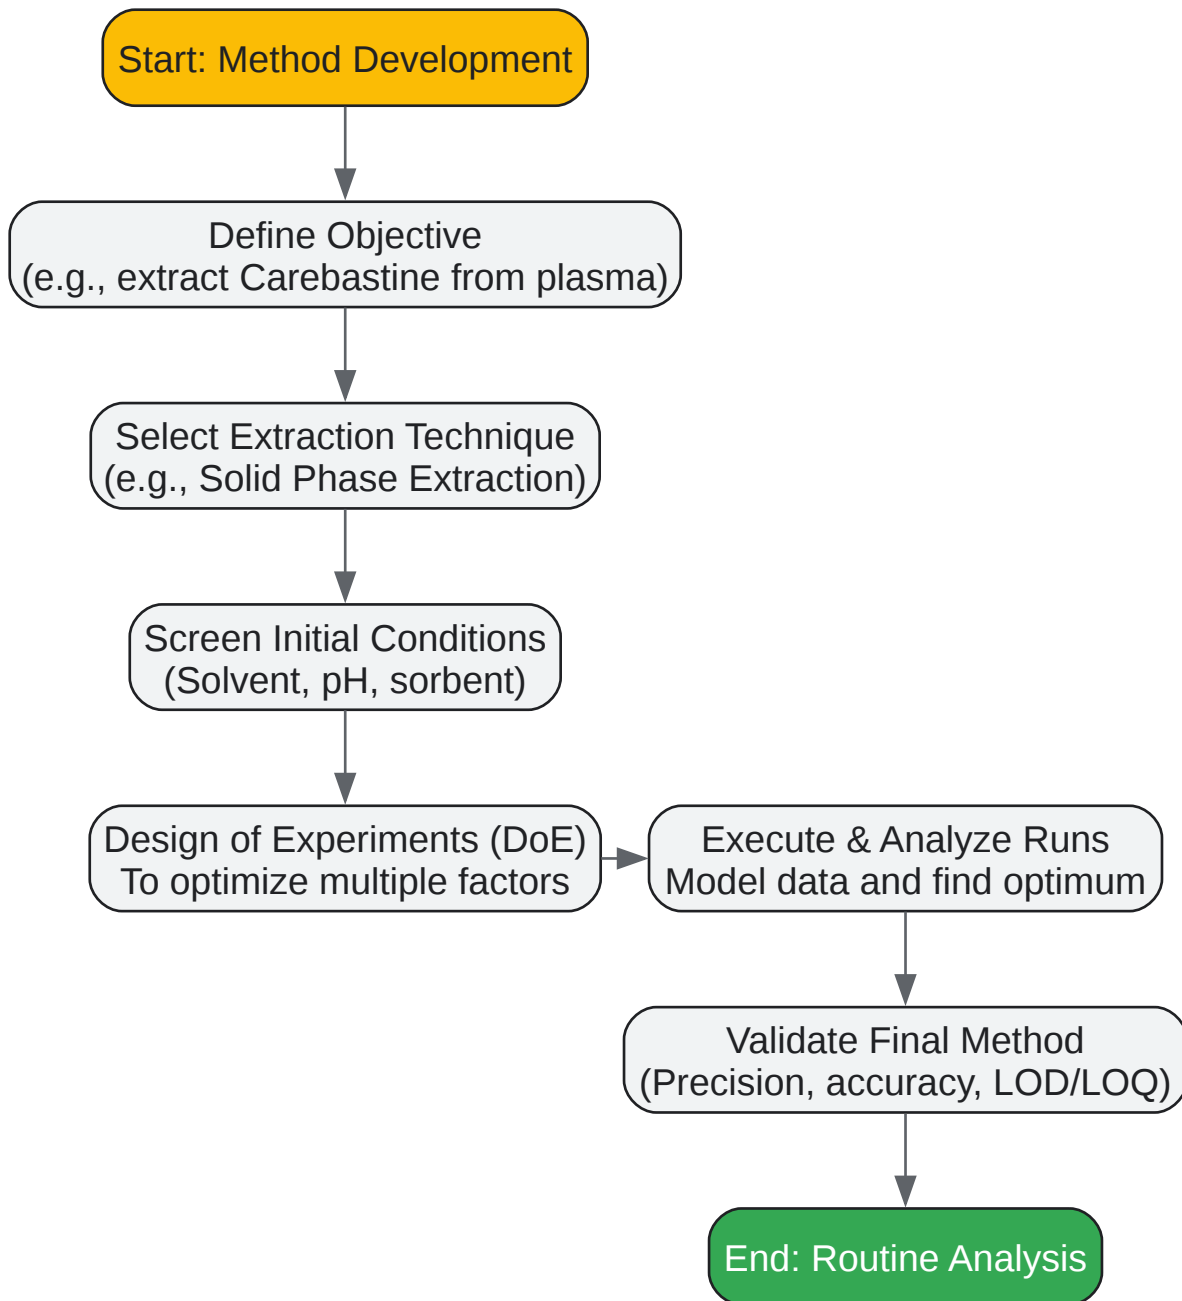 Start: Method Development
Define Objective
(e.g., extract Carebastine from plasma)
Select Extraction Technique
(e.g., Solid Phase Extraction)
Screen Initial Conditions
(Solvent, pH, sorbent)
Design of Experiments (DoE)
To optimize multiple factors
Execute & Analyze Runs
Model data and find optimum
Validate Final Method
(Precision, accuracy, LOD/LOQ)
End: Routine Analysis